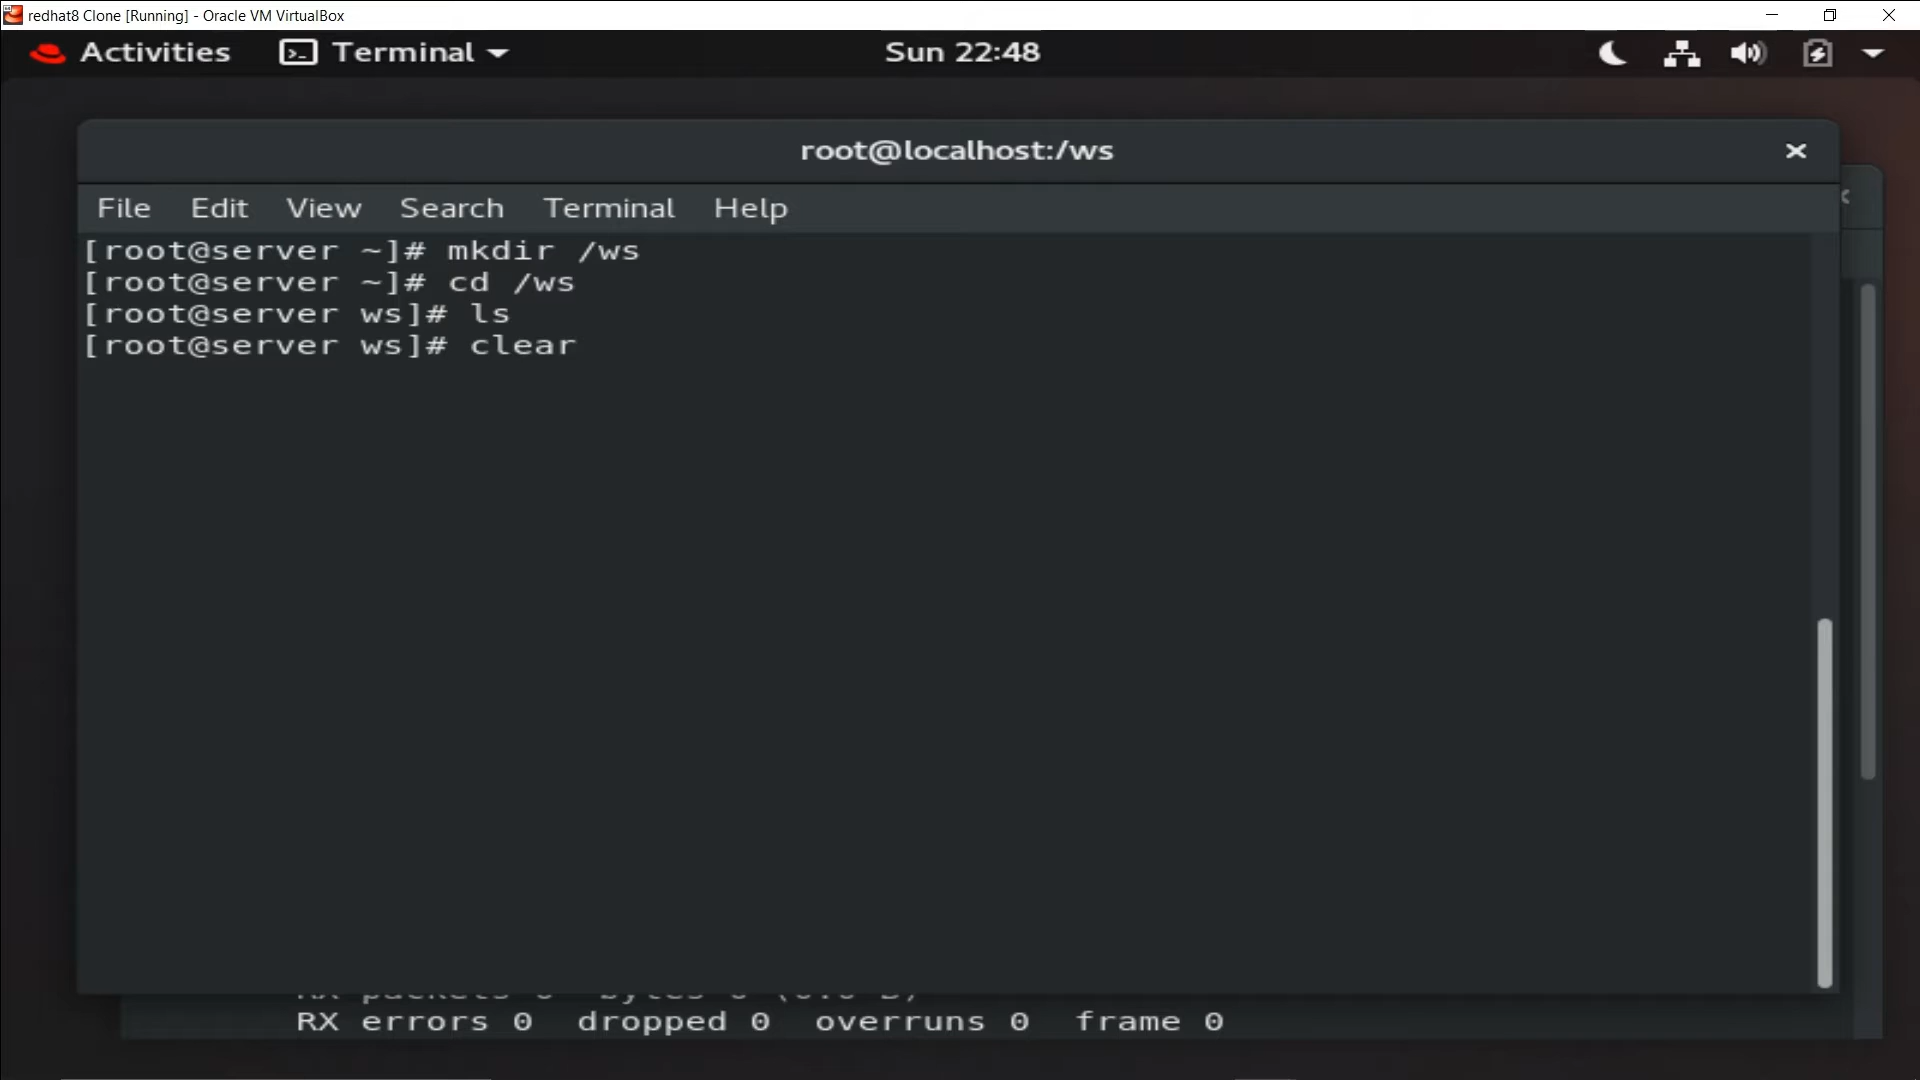 redhat8 Clone [Running] - Oracle VM VirtualBox
Activities Terminal Sun 22:48
root@localhost:/ws
File Edit View Search Terminal Help
[root@server ~]# mkdir /ws
[root@server ~]# cd /ws
[root@server ws]# ls
[root@server ws]# clear
RX errors 0 dropped 0 overruns 0 frame 0